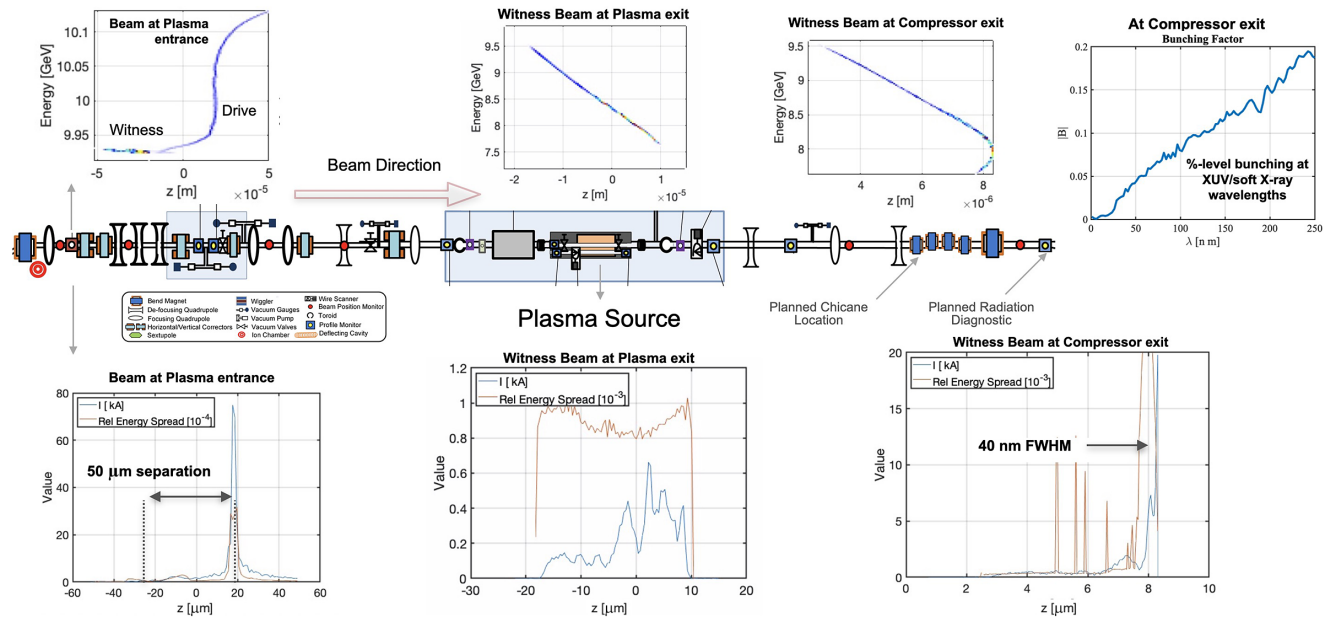 Beam at Plasma
entrance
Energy [GeV]
10.13
10.1
10.05
10
9.95
Witness
Drive
-5
0
5
z [m]
×10⁻⁵
Witness Beam at Plasma exit
Energy [GeV]
9.5
9
8.5
8
7.5
-2
-1
0
1
z [m]
×10⁻⁵
Witness Beam at Compressor exit
Energy [GeV]
9.5
9
8.5
8
3
4
5
6
7
8
z [m]
×10⁻⁶
At Compressor exit
Bunching Factor
|B|
0.2
0.15
0.1
0.05
0
%-level bunching at
XUV/soft X-ray
wavelengths
0
50
100
150
200
250
λ [n m]
Beam Direction
Bend Magnet
De-focusing Quadrupole
Focusing Quadrupole
Horizontal/Vertical Correctors
Sextupole
Wiggler
Vacuum Gauges
Vacuum Pump
Vacuum Valves
Ion Chamber
Wire Scanner
Beam Position Monitor
Toroid
Profile Monitor
Deflecting Cavity
Plasma Source
Planned Chicane
Location
Planned Radiation
Diagnostic
Beam at Plasma entrance
I [ kA]
Rel Energy Spread [10⁻⁴]
50 μm separation
Value
80
60
40
20
0
-60
-40
-20
0
20
40
60
z [μm]
Witness Beam at Plasma exit
I [ kA]
Rel Energy Spread [10⁻³]
Value
1.2
1
0.8
0.6
0.4
0.2
0
-30
-20
-10
0
10
20
z [μm]
Witness Beam at Compressor exit
I [ kA]
Rel Energy Spread [10⁻³]
40 nm FWHM
Value
20
15
10
5
0
0
2
4
6
8
10
z [μm]